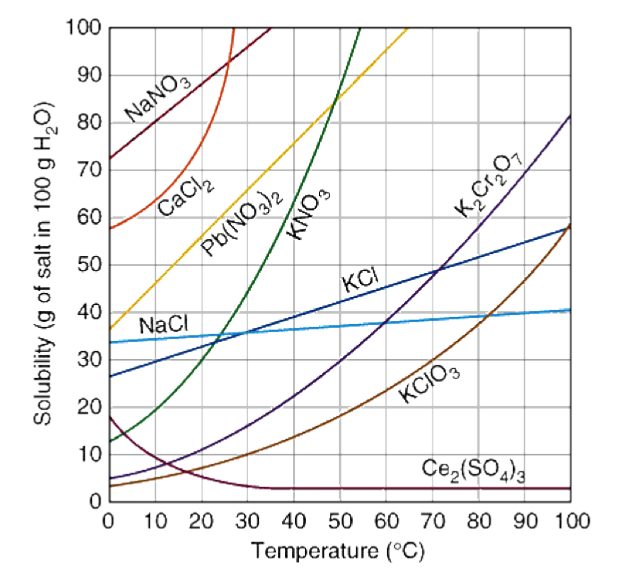 Solubility (g of salt in 100 g H₂O)
100
90
80
70
60
50
40
30
20
10
0
NaNO₃
CaCl₂
Pb(NO₃)₂
KNO₃
K₂Cr₂O₇
KCl
NaCl
KClO₃
Ce₂(SO₄)₃
0 10 20 30 40 50 60 70 80 90 100
Temperature (°C)